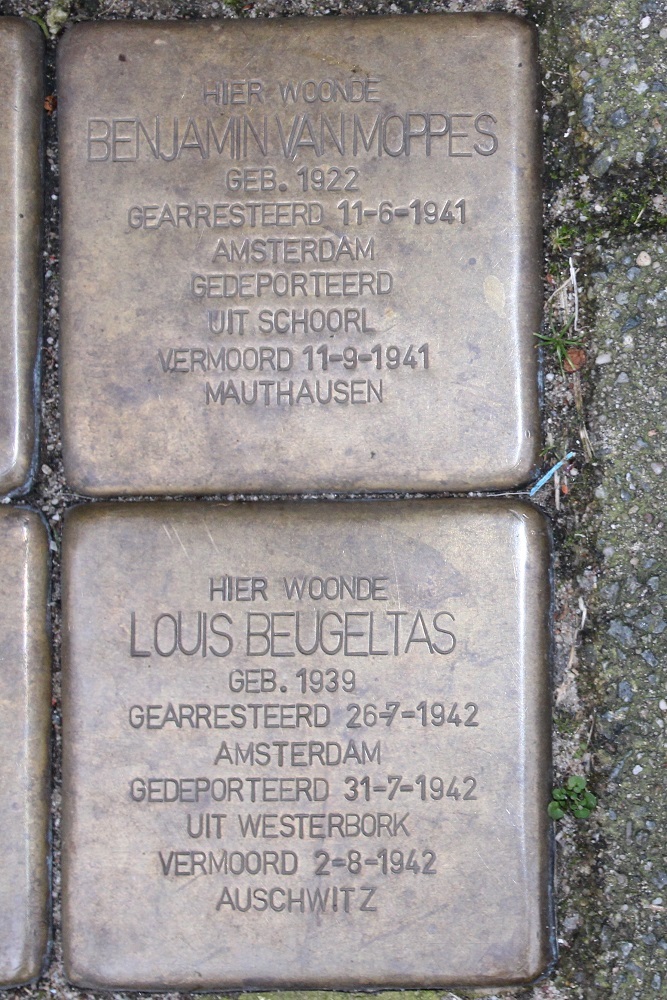 HIER WOONDE
BENJAMIN VAN MOPPES
GEB. 1922
GEARRESTEERD 11-6-1941
AMSTERDAM
GEDEPORTEERD
UIT SCHOORL
VERMOORD 11-9-1941
MAUTHAUSEN
HIER WOONDE
LOUIS BEUGELTAS
GEB. 1939
GEARRESTEERD 26-7-1942
AMSTERDAM
GEDEPORTEERD 31-7-1942
UIT WESTERBORK
VERMOORD 2-8-1942
AUSCHWITZ